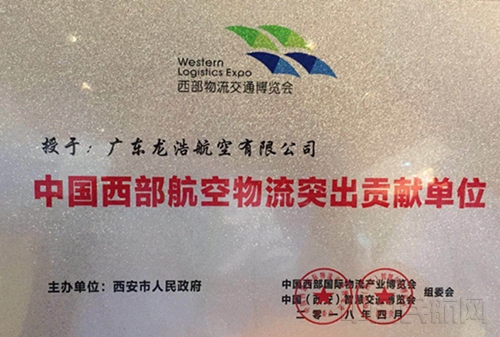 Western
Logistics Expo
西部物流交通博览会
授于：广东龙浩航空有限公司
中国西部航空物流突出贡献单位
主办单位：西安市人民政府
中国西部国际物流产业博览会
中国（西安）智慧交通博览会
组委会
二零一八年四月